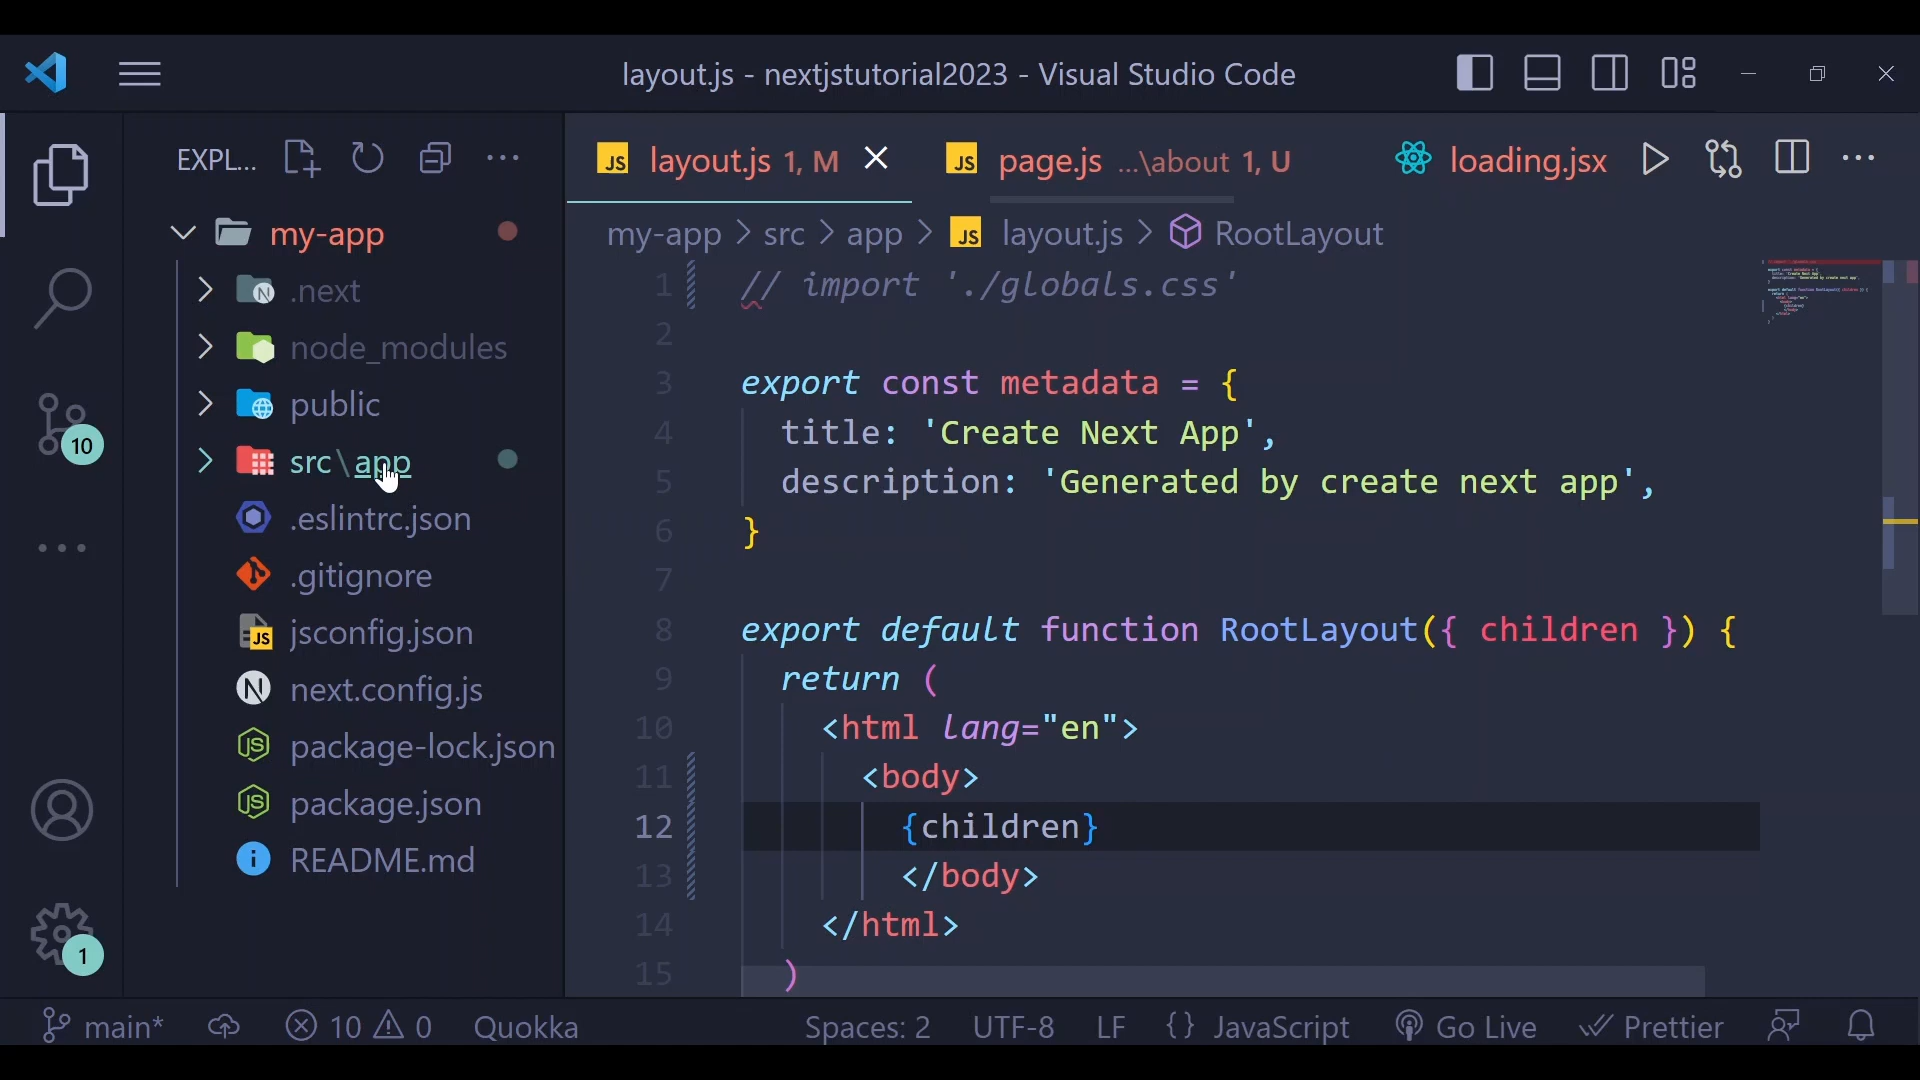 layout.js - nextjstutorial2023 - Visual Studio Code
EXPL...
layout.js 1, M
page.js ...\about 1, U
loading.jsx
my-app > src > app > JS layout.js > RootLayout
my-app
.next
node_modules
public
src\app
.eslintrc.json
.gitignore
jsconfig.json
next.config.js
package-lock.json
package.json
README.md
10
1
1 // import './globals.css'
2
3 export const metadata = {
4 title: 'Create Next App',
5 description: 'Generated by create next app',
6 }
7
8 export default function RootLayout({ children }) {
9 return (
10 <html lang="en">
11 <body>
12 {children}
13 </body>
14 </html>
15 )
main* 10 0 Quokka Spaces: 2 UTF-8 LF {} JavaScript Go Live Prettier